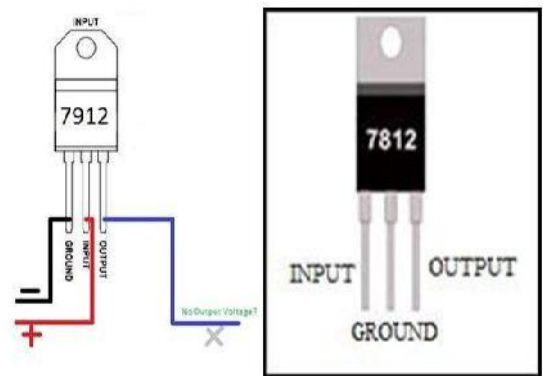 INPUT
7912
GROUND
INPUT
OUTPUT
−
+
No Output Voltage?
7812
INPUT
OUTPUT
GROUND